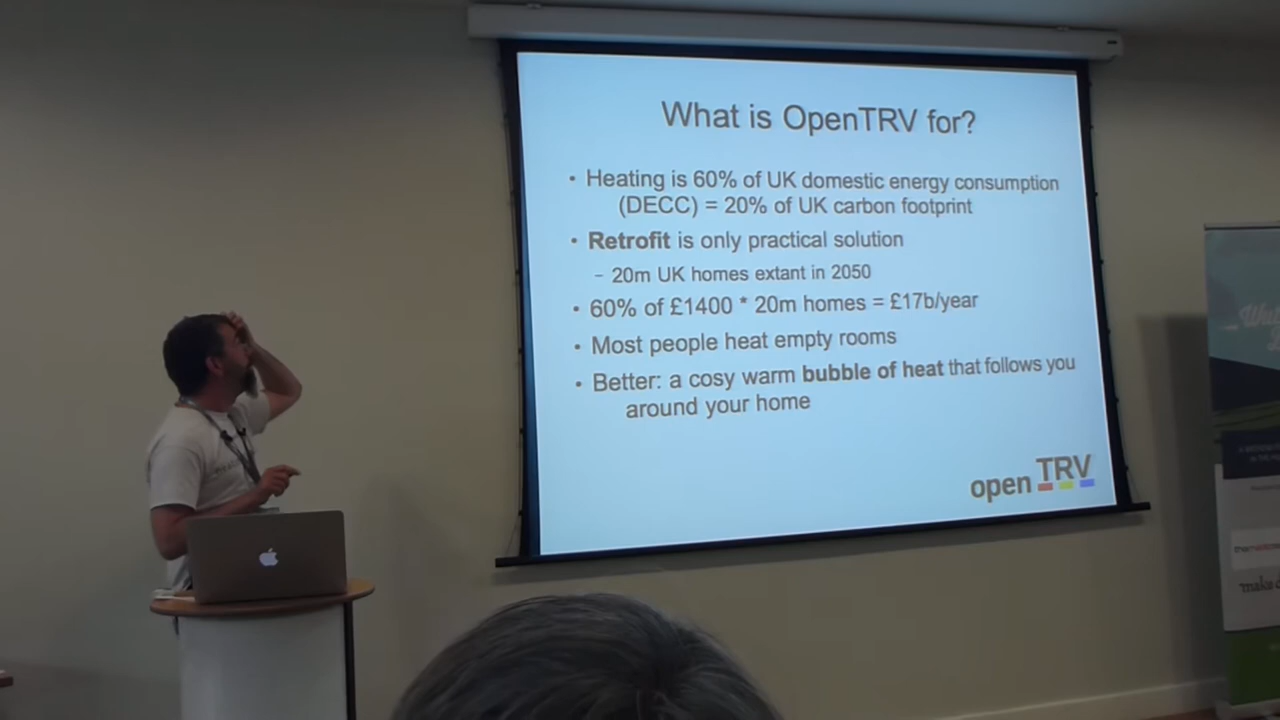 What is OpenTRV for?
• Heating is 60% of UK domestic energy consumption
(DECC) = 20% of UK carbon footprint
• Retrofit is only practical solution
– 20m UK homes extant in 2050
• 60% of £1400 * 20m homes = £17b/year
• Most people heat empty rooms
• Better: a cosy warm bubble of heat that follows you
around your home
open TRV
make